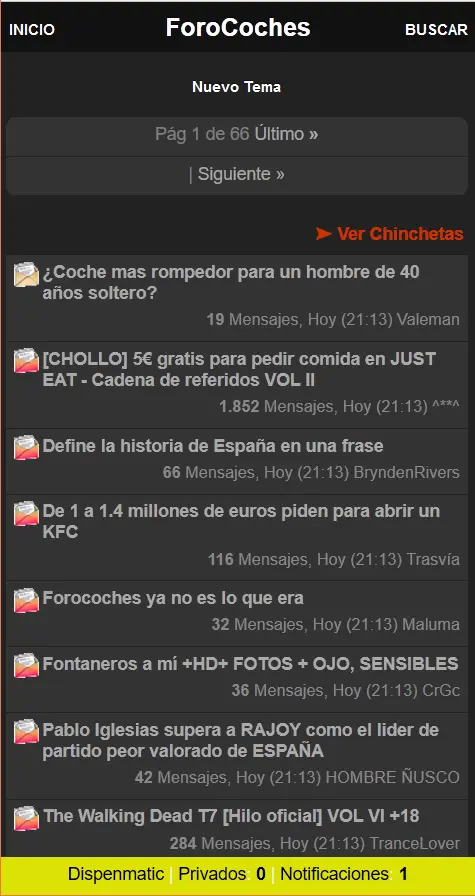 INICIO ForoCoches BUSCAR
Nuevo Tema
Pág 1 de 66 Último »
| Siguiente »
➤ Ver Chinchetas
¿Coche mas rompedor para un hombre de 40
años soltero?
19 Mensajes, Hoy (21:13) Valeman
[CHOLLO] 5€ gratis para pedir comida en JUST
EAT - Cadena de referidos VOL II
1.852 Mensajes, Hoy (21:13) ^**^
Define la historia de España en una frase
66 Mensajes, Hoy (21:13) BryndenRivers
De 1 a 1.4 millones de euros piden para abrir un
KFC
116 Mensajes, Hoy (21:13) Trasvía
Forocoches ya no es lo que era
32 Mensajes, Hoy (21:13) Maluma
Fontaneros a mí +HD+ FOTOS + OJO, SENSIBLES
36 Mensajes, Hoy (21:13) CrGc
Pablo Iglesias supera a RAJOY como el lider de
partido peor valorado de ESPAÑA
42 Mensajes, Hoy (21:13) HOMBRE ÑUSCO
The Walking Dead T7 [Hilo oficial] VOL VI +18
284 Mensajes, Hoy (21:13) TranceLover
Dispenmatic | Privados: 0 | Notificaciones: 1